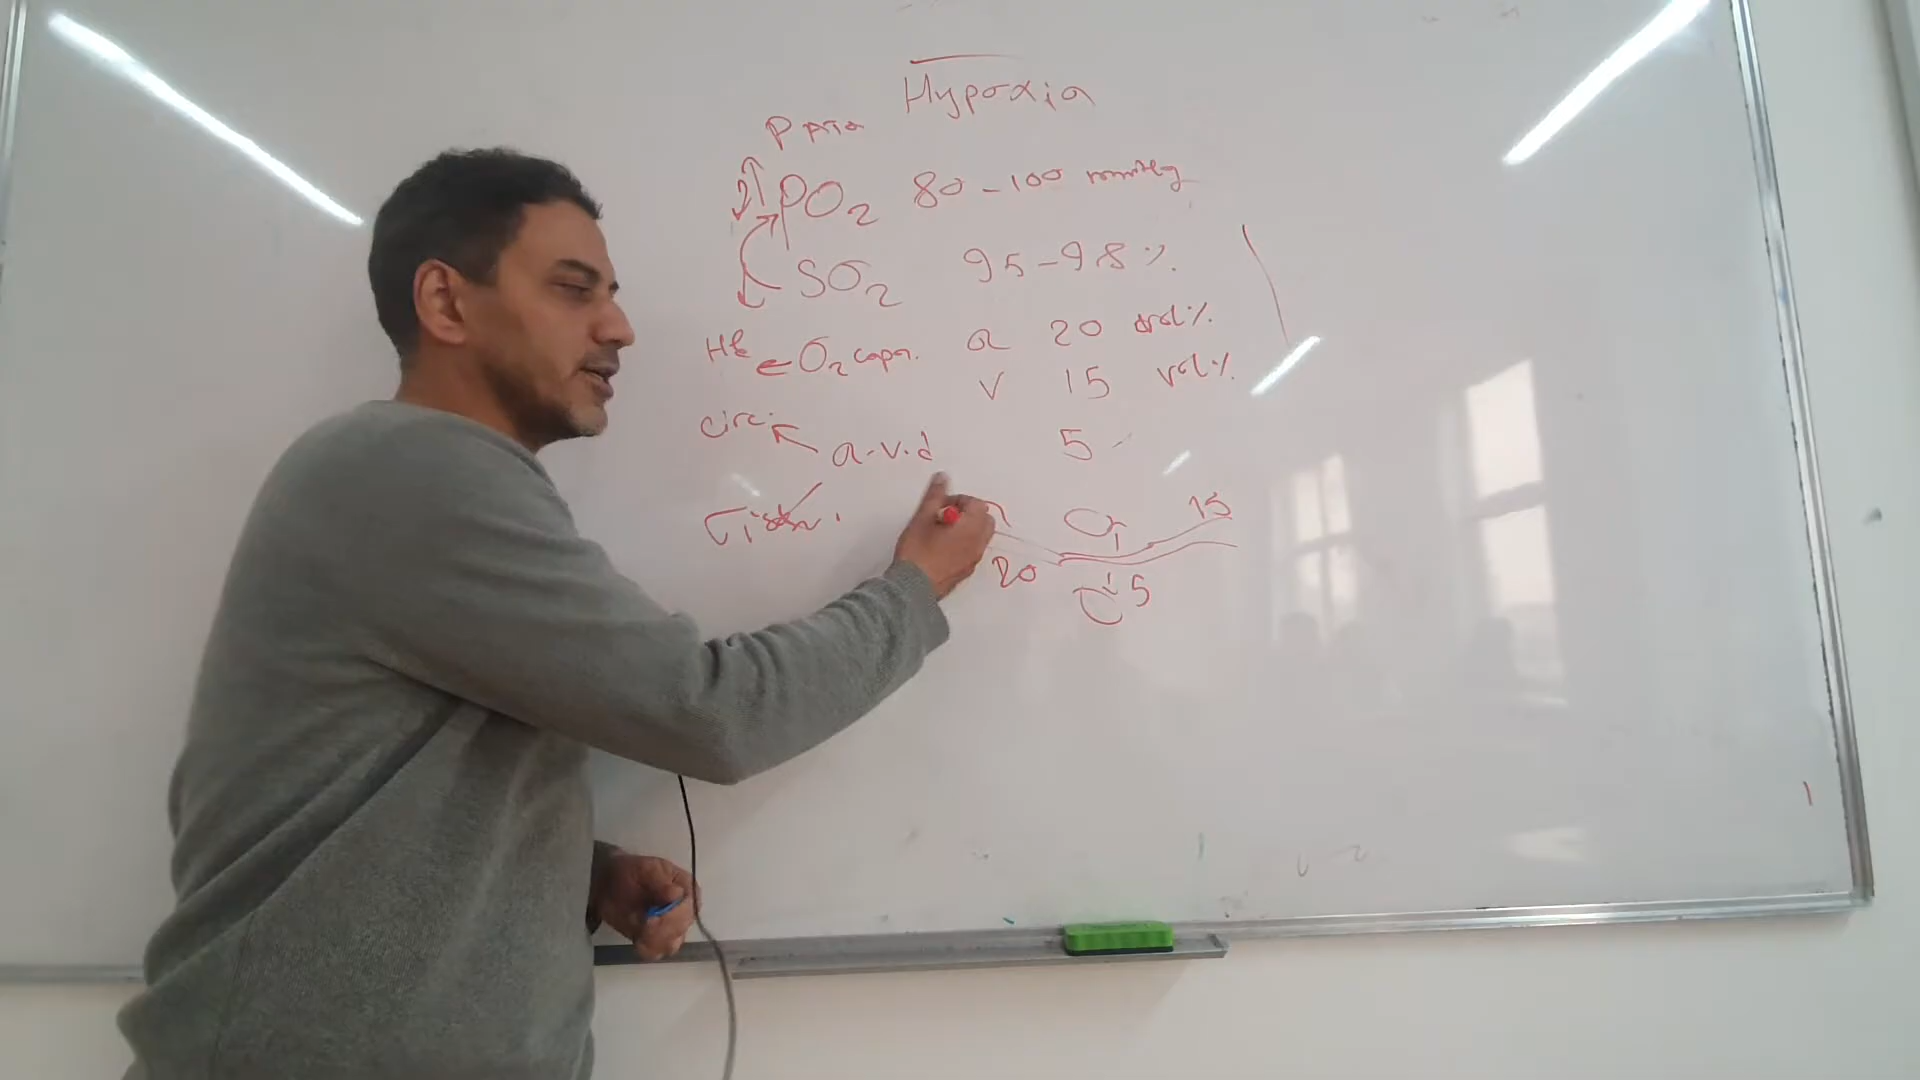 Hypoxia
PO2 80-100 mmHg
SO2 95-98 %
Hb O2 capa. a 20 vol%
v 15 vol%
circ.
a-v.d 5
15
20
5